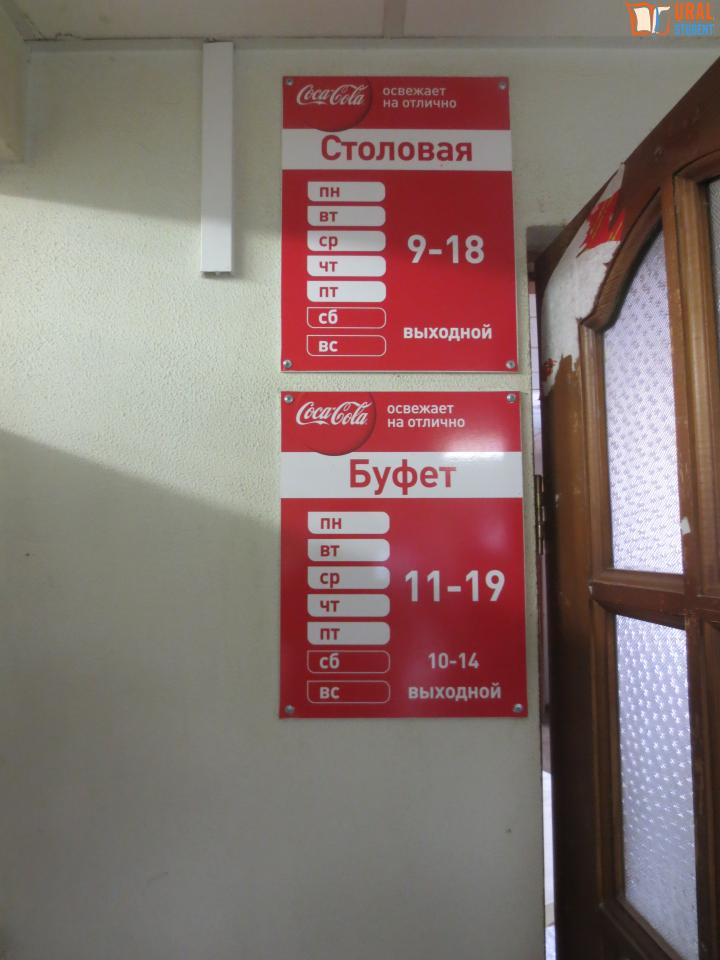 URAL
STUDENT
Coca-Cola
освежает
на отлично
Столовая
пн
вт
ср
чт
пт
9-18
сб
вс
выходной
Coca-Cola
освежает
на отлично
Буфет
пн
вт
ср
чт
пт
11-19
сб 10-14
вс выходной